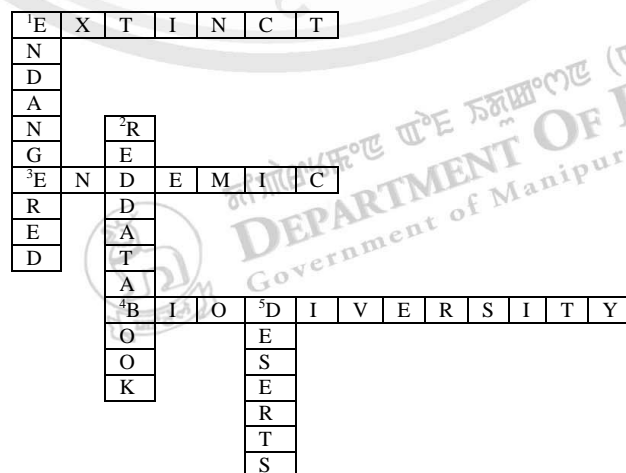 ¹E X T I N C T
N
D
A
N ²R
G E
³E N D E M I C
R D
E A
D T
A
⁴B I O ⁵D I V E R S I T Y
O E
O S
K E
R
T
S
DEPARTMENT OF
Government of Manipur